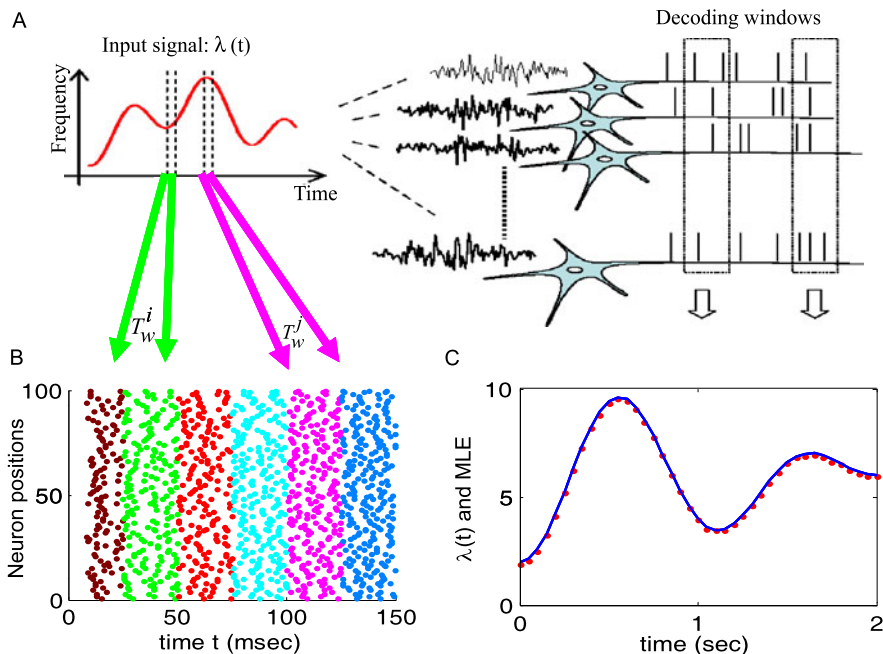 A
Decoding windows
Input signal: λ (t)
Frequency
Time
T_w^i
T_w^j
B
100
50
0
Neuron positions
0 50 100 150
time t (msec)
C
10
5
0
λ(t) and MLE
0 1 2
time (sec)